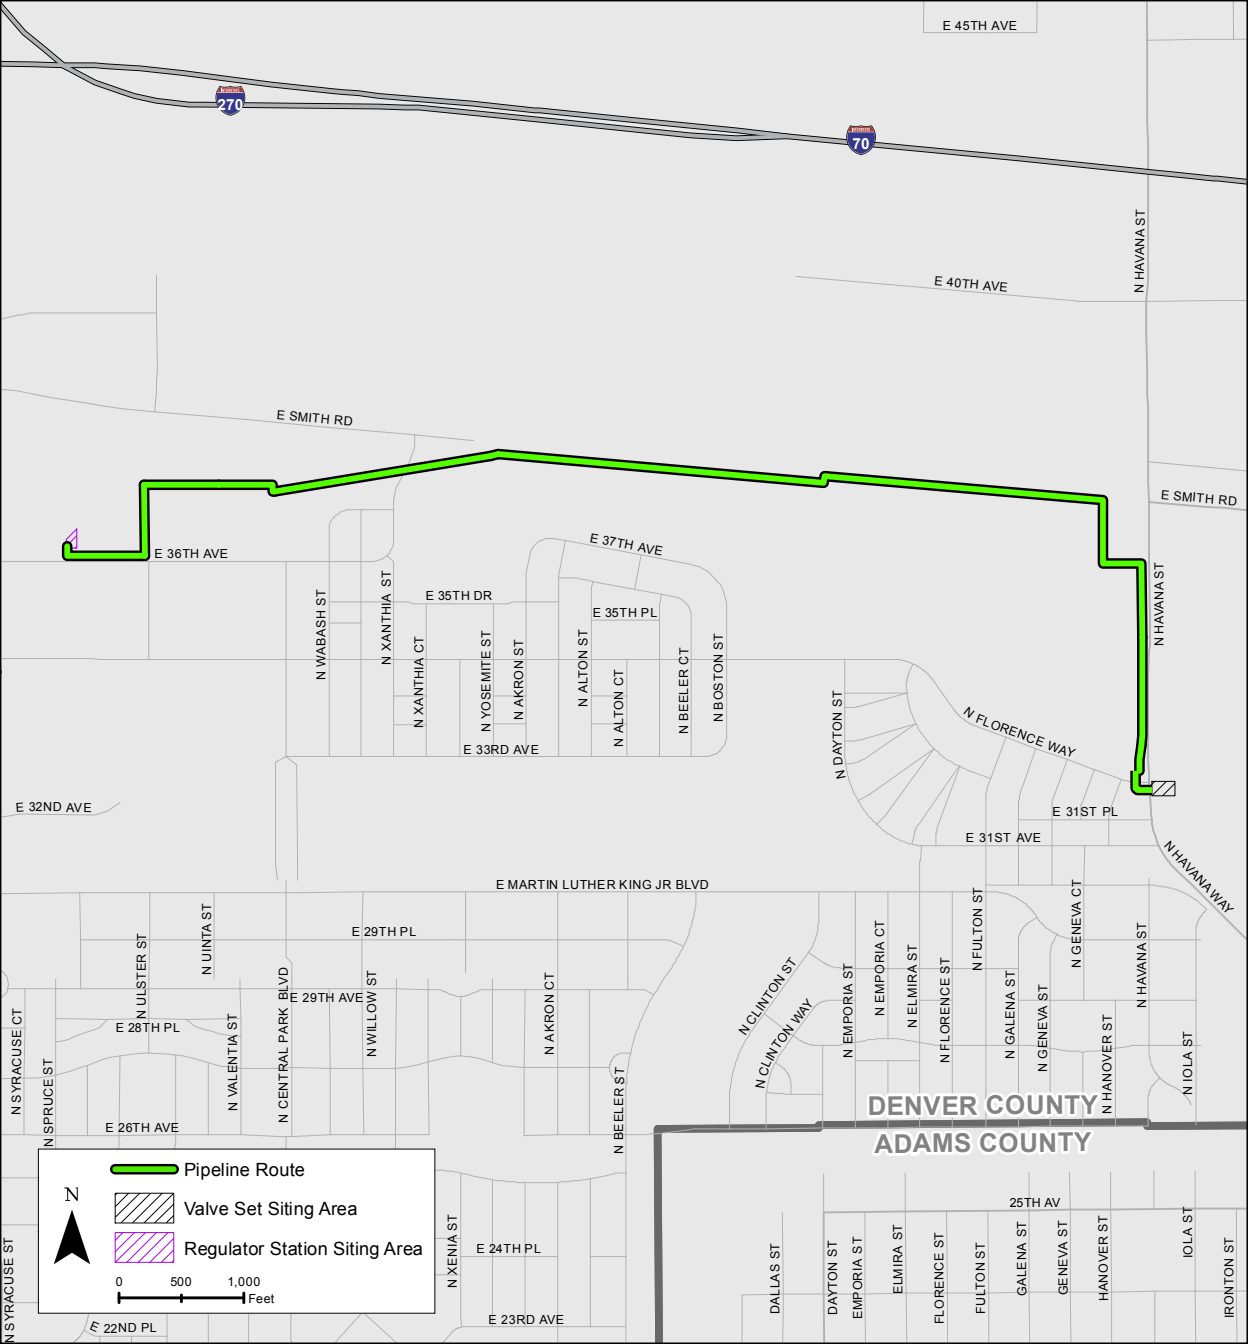 E 45TH AVE
270
70
N HAVANA ST
E 40TH AVE
E SMITH RD
E SMITH RD
E 36TH AVE
E 37TH AVE
N HAVANA ST
N WABASH ST
N XANTHIA ST
E 35TH DR
E 35TH PL
N XANTHIA CT
N YOSEMITE ST
N AKRON ST
N ALTON ST
N ALTON CT
N BEELER CT
N BOSTON ST
N DAYTON ST
N FLORENCE WAY
E 33RD AVE
E 32ND AVE
E 31ST PL
E 31ST AVE
N HAVANA WAY
E MARTIN LUTHER KING JR BLVD
N UINTA ST
E 29TH PL
N ULSTER ST
N CENTRAL PARK BLVD
E 29TH AVE
N WILLOW ST
N AKRON CT
N CLINTON ST
N CLINTON WAY
N EMPORIA ST
N EMPORIA CT
N ELMIRA ST
N FLORENCE ST
N FULTON ST
N GALENA ST
N GENEVA ST
N GENEVA CT
N HAVANA ST
N HANOVER ST
N IOLA ST
N SYRACUSE CT
N SPRUCE ST
E 28TH PL
N VALENTIA ST
N BEELER ST
E 26TH AVE
DENVER COUNTY
ADAMS COUNTY
N
Pipeline Route
Valve Set Siting Area
Regulator Station Siting Area
0 500 1,000
Feet
N SYRACUSE ST
E 22ND PL
N XENIA ST
E 24TH PL
E 23RD AVE
25TH AV
DALLAS ST
DAYTON ST
EMPORIA ST
ELMIRA ST
FLORENCE ST
FULTON ST
GALENA ST
GENEVA ST
HANOVER ST
IOLA ST
IRONTON ST